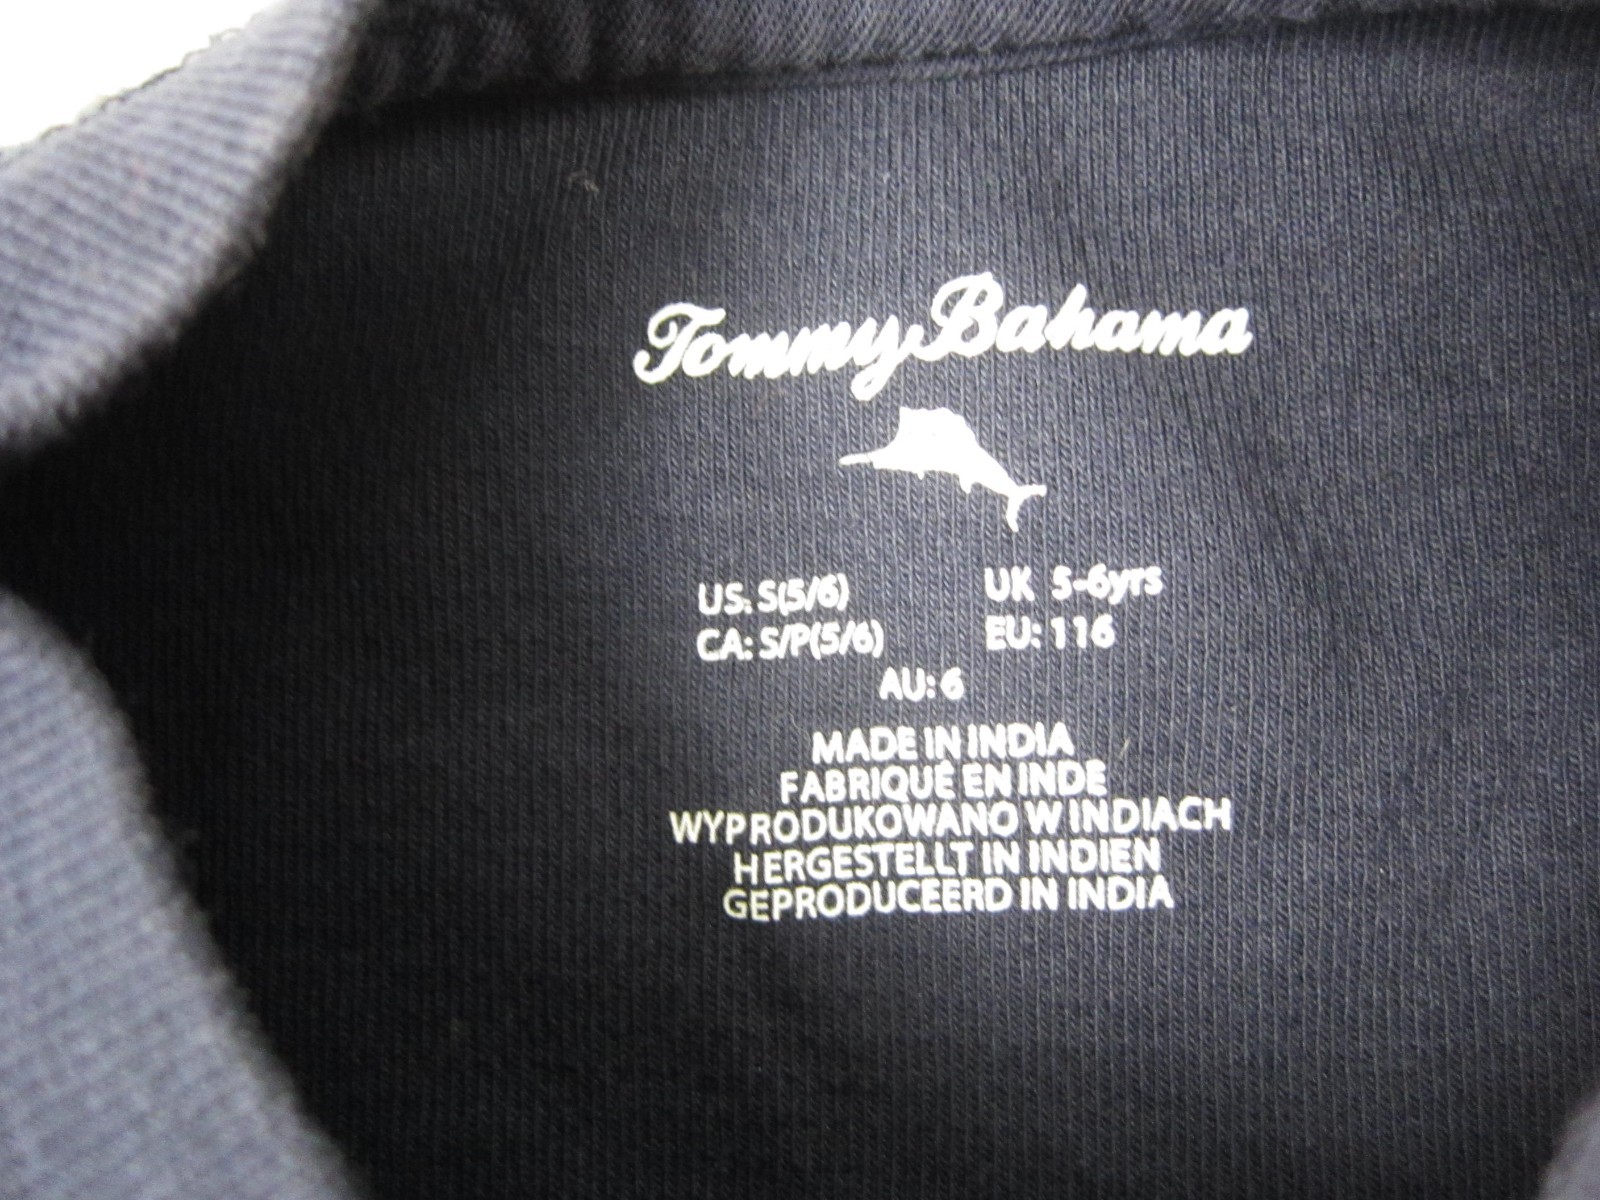 Tommy Bahama
US: S(5/6) UK 5-6yrs
CA: S/P(5/6) EU: 116
AU: 6
MADE IN INDIA
FABRIQUÉ EN INDE
WYPRODUKOWANO W INDIACH
HERGESTELLT IN INDIEN
GEPRODUCEERD IN INDIA